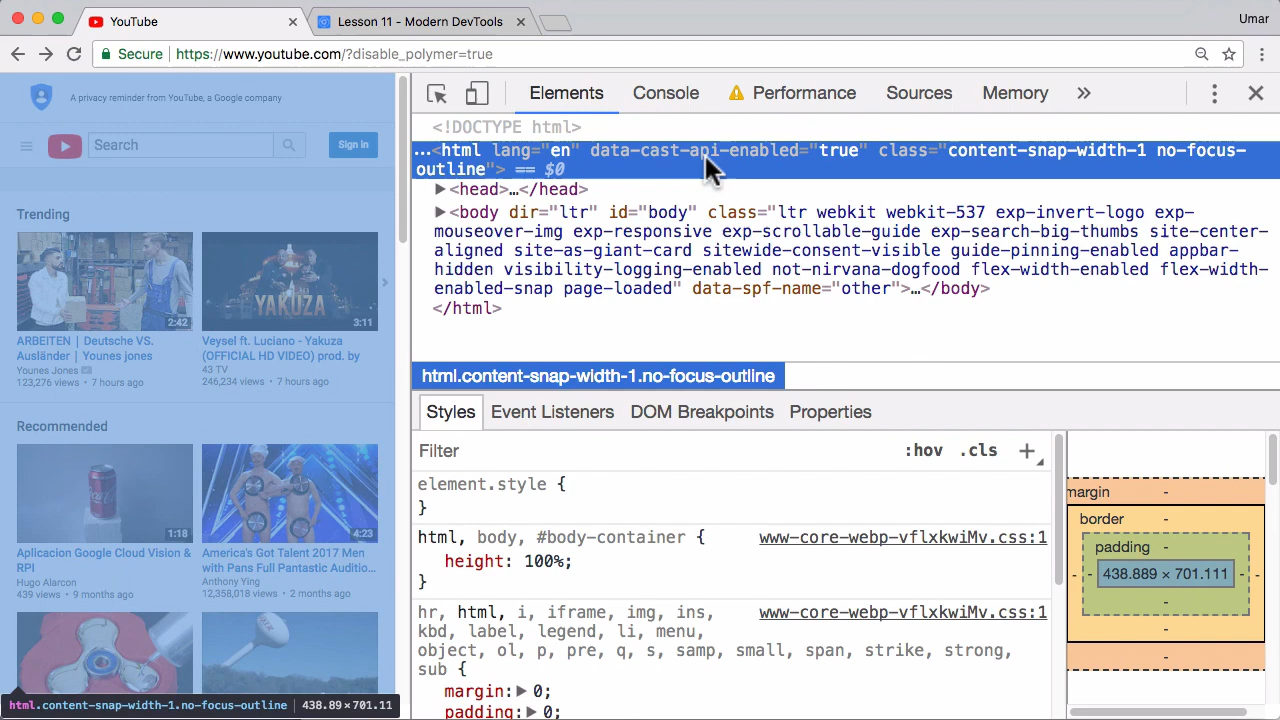 YouTube
Lesson 11 - Modern DevTools
Umar
Secure https://www.youtube.com/?disable_polymer=true
A privacy reminder from YouTube, a Google company
Search
Sign in
Trending
2:42
3:11
YAKUZA
ARBEITEN | Deutsche VS. Ausländer | Younes jones
Younes Jones
123,276 views • 7 hours ago
Veysel ft. Luciano - Yakuza (OFFICIAL HD VIDEO) prod. by
43 TV
246,234 views • 7 hours ago
Recommended
1:18
4:23
Aplicacion Google Cloud Vision & RPI
Hugo Alarcon
439 views • 9 months ago
America's Got Talent 2017 Men with Pans Full Pantastic Auditio...
Anthony Ying
12,358,018 views • 2 months ago
html.content-snap-width-1.no-focus-outline 438.89×701.11
Elements Console Performance Sources Memory »
<!DOCTYPE html>
…<html lang="en" data-cast-api-enabled="true" class="content-snap-width-1 no-focus-
outline"> == $0
<head>…</head>
<body dir="ltr" id="body" class="ltr webkit webkit-537 exp-invert-logo exp-
mouseover-img exp-responsive exp-scrollable-guide exp-search-big-thumbs site-center-
aligned site-as-giant-card sitewide-consent-visible guide-pinning-enabled appbar-
hidden visibility-logging-enabled not-nirvana-dogfood flex-width-enabled flex-width-
enabled-snap page-loaded" data-spf-name="other">…</body>
</html>
html.content-snap-width-1.no-focus-outline
Styles Event Listeners DOM Breakpoints Properties
Filter :hov .cls +
element.style {
}
html, body, #body-container { www-core-webp-vflxkwiMv.css:1
height: 100%;
}
hr, html, i, iframe, img, ins, www-core-webp-vflxkwiMv.css:1
kbd, label, legend, li, menu,
object, ol, p, pre, q, s, samp, small, span, strike, strong,
sub {
margin: 0;
padding: 0;
margin -
border -
padding -
- - 438.889 × 701.111 - -
-
-
-